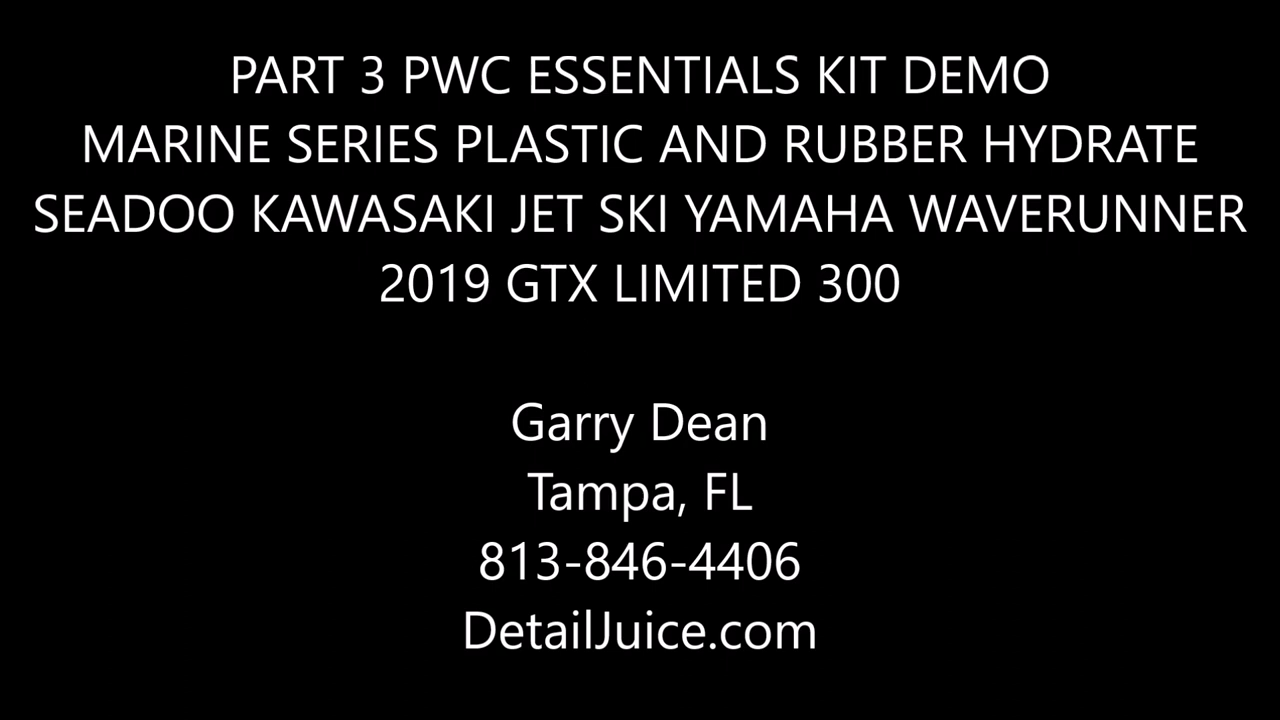 PART 3 PWC ESSENTIALS KIT DEMO
MARINE SERIES PLASTIC AND RUBBER HYDRATE
SEADOO KAWASAKI JET SKI YAMAHA WAVERUNNER
2019 GTX LIMITED 300
Garry Dean
Tampa, FL
813-846-4406
DetailJuice.com